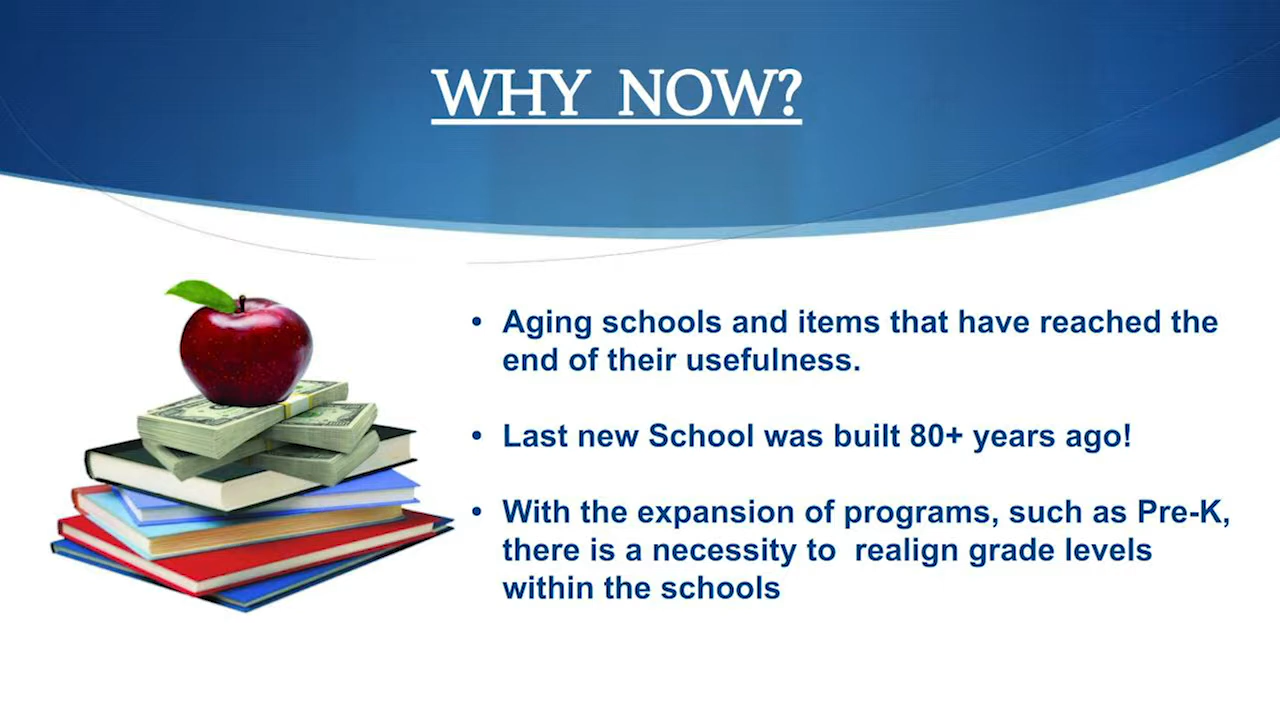 WHY NOW?
• Aging schools and items that have reached the
end of their usefulness.
• Last new School was built 80+ years ago!
• With the expansion of programs, such as Pre-K,
there is a necessity to realign grade levels
within the schools